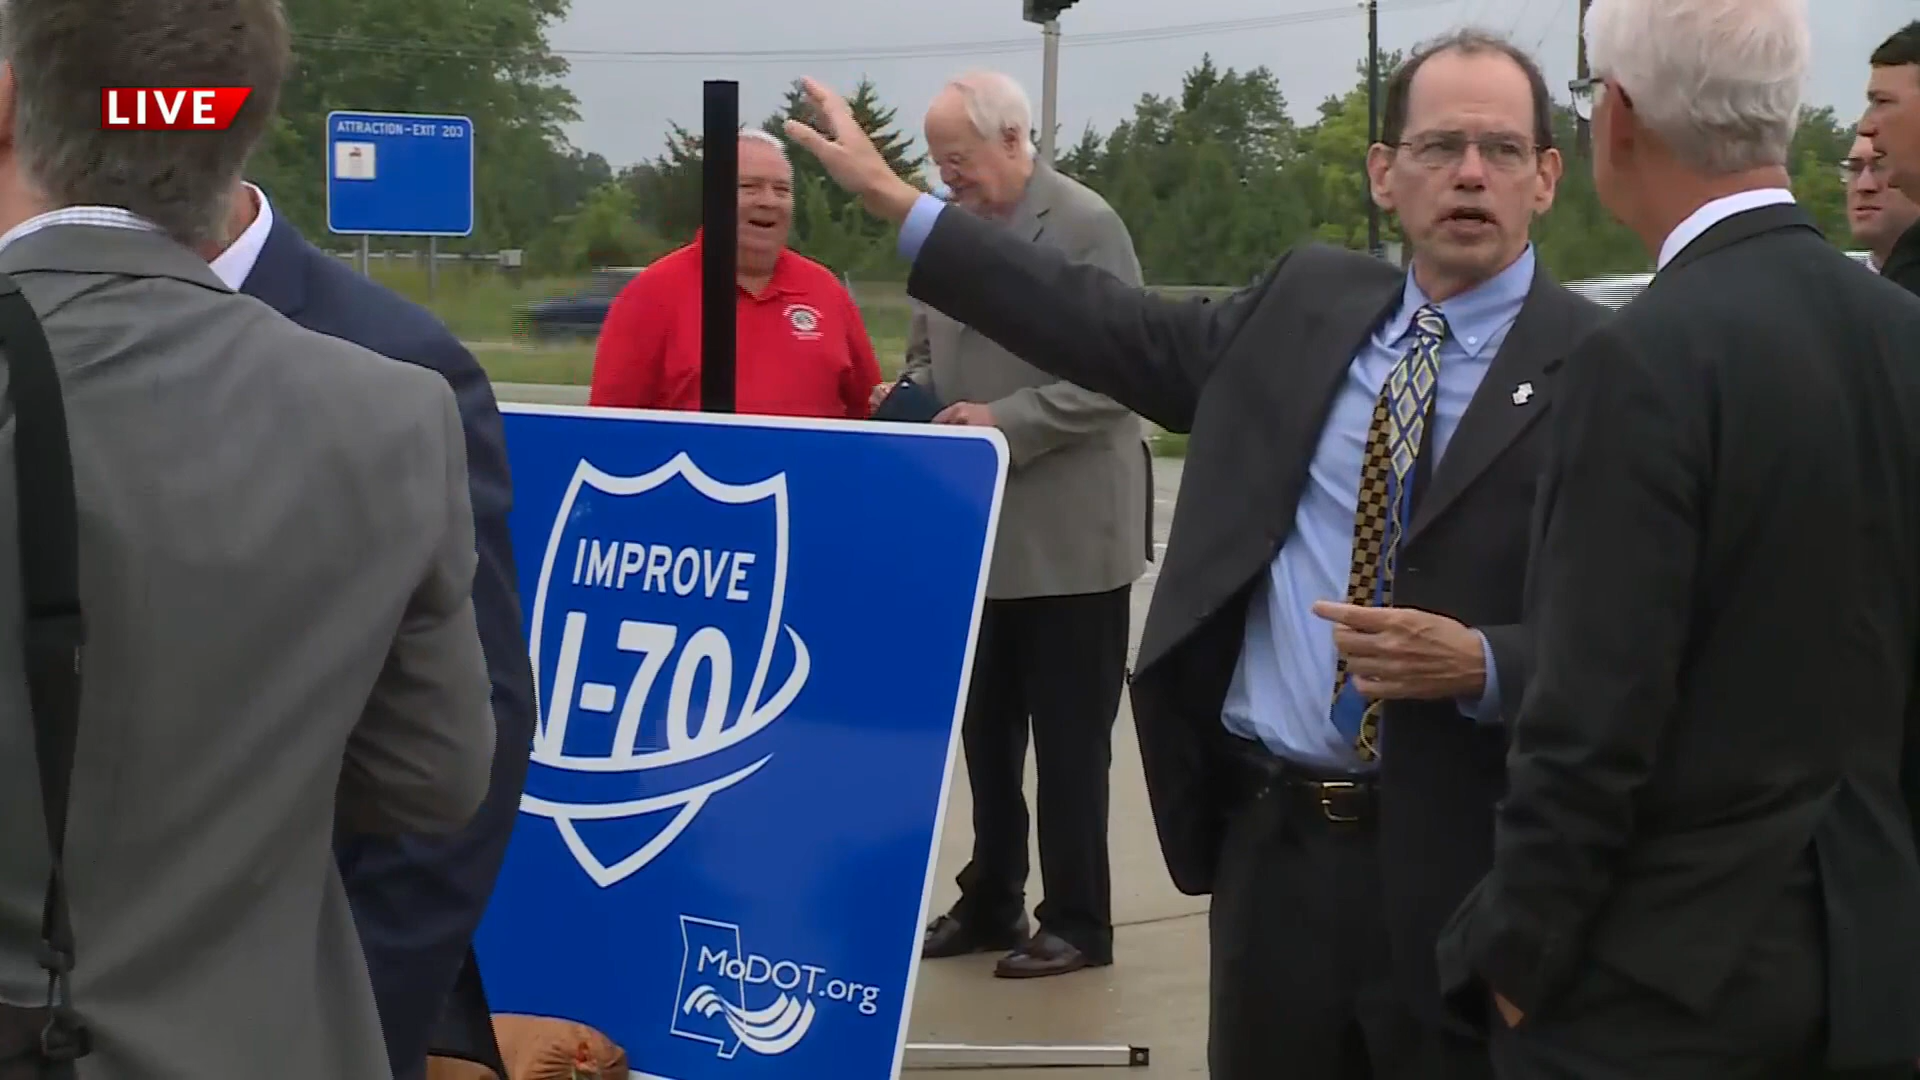 LIVE
ATTRACTION-EXIT 203
IMPROVE
I-70
MoDOT.org